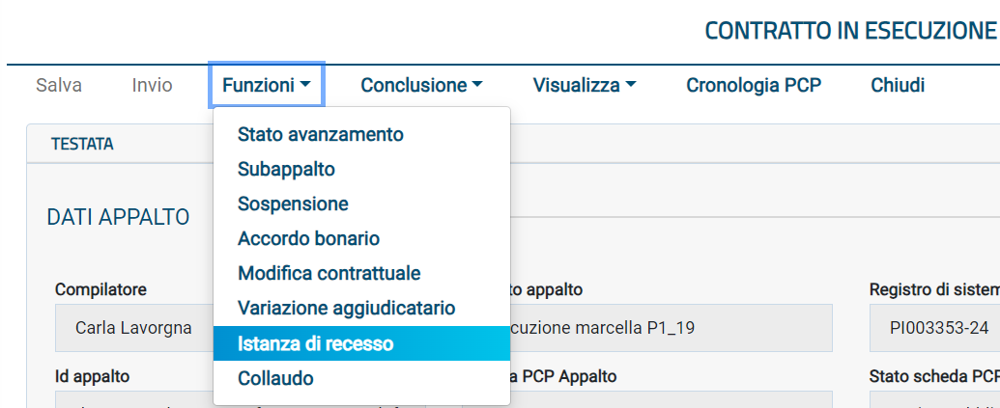 CONTRATTO IN ESECUZIONE
Salva Invio Funzioni Conclusione Visualizza Cronologia PCP Chiudi
TESTATA
Stato avanzamento
Subappalto
Sospensione
Accordo bonario
Modifica contrattuale
Variazione aggiudicatario
Istanza di recesso
Collaudo
DATI APPALTO
Compilatore
to appalto
Registro di sistem
Carla Lavorgna
cuzione marcella P1_19
PI003353-24
Id appalto
a PCP Appalto
Stato scheda PCP